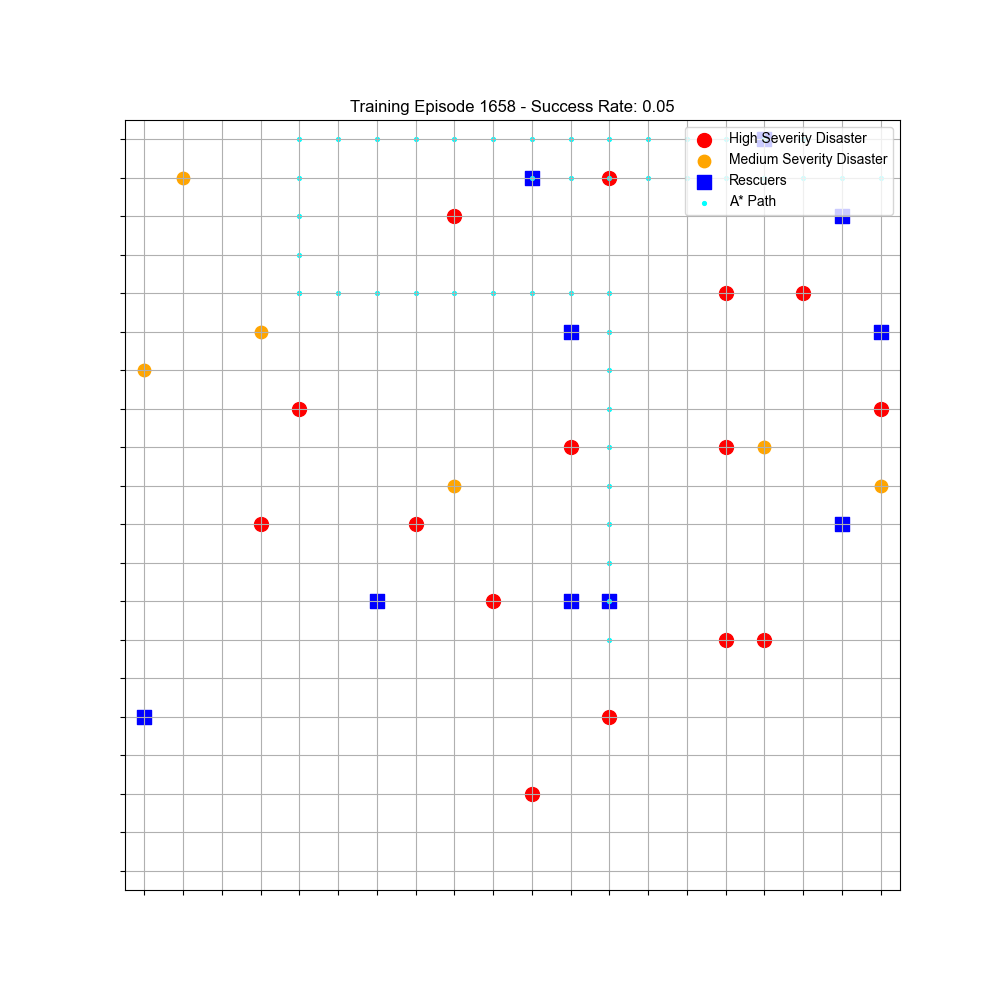 Training Episode 1658 - Success Rate: 0.05
High Severity Disaster
Medium Severity Disaster
Rescuers
A* Path